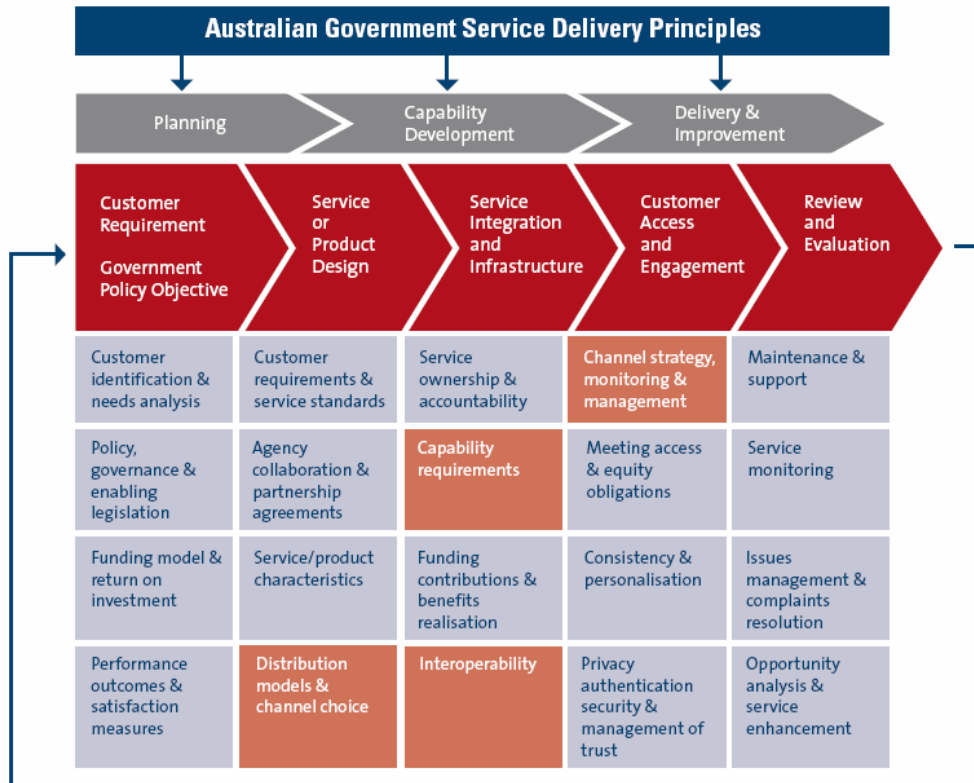 Australian Government Service Delivery Principles
Planning
Capability
Development
Delivery &
Improvement
Customer
Requirement
Government
Policy Objective
Service
or
Product
Design
Service
Integration
and
Infrastructure
Customer
Access
and
Engagement
Review
and
Evaluation
Customer
identification &
needs analysis
Customer
requirements &
service standards
Service
ownership &
accountability
Channel strategy,
monitoring &
management
Maintenance &
support
Policy,
governance &
enabling
legislation
Agency
collaboration &
partnership
agreements
Capability
requirements
Meeting access
& equity
obligations
Service
monitoring
Funding model &
return on
investment
Service/product
characteristics
Funding
contributions &
benefits
realisation
Consistency &
personalisation
Issues
management &
complaints
resolution
Performance
outcomes &
satisfaction
measures
Distribution
models &
channel choice
Interoperability
Privacy
authentication
security &
management of
trust
Opportunity
analysis &
service
enhancement